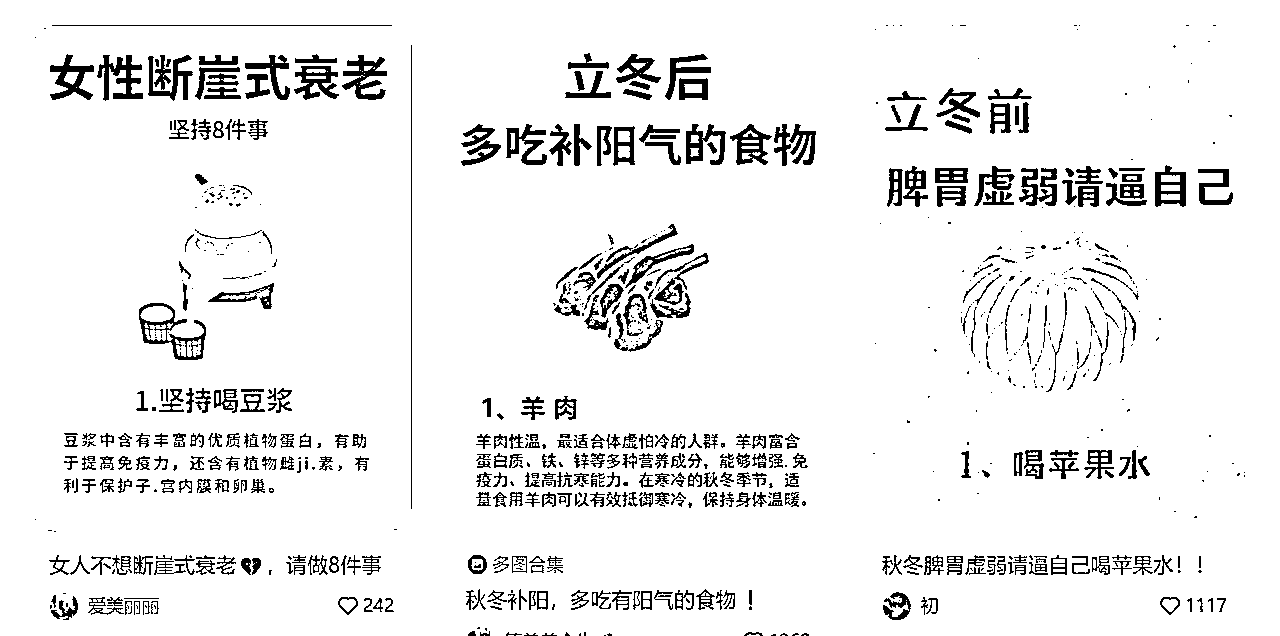 女性断崖式衰老
坚持8件事
1.坚持喝豆浆
豆浆中含有丰富的优质植物蛋白，有助
于提高免疫力，还含有植物雌ji.素，有
利于保护子.宫内膜和卵巢。
女人不想断崖式衰老💔，请做8件事
爱美丽丽
242
立冬后
多吃补阳气的食物
1、羊肉
羊肉性温，最适合体虚怕冷的人群。羊肉富含
蛋白质、铁、锌等多种营养成分，能够增强.免
疫力、提高抗寒能力。在寒冷的秋冬季节，适
量食用羊肉可以有效抵御寒冷，保持身体温暖。
多图合集
秋冬补阳，多吃有阳气的食物！
立冬前
脾胃虚弱请逼自己
1、喝苹果水
秋冬脾胃虚弱请逼自己喝苹果水！！
初
1117